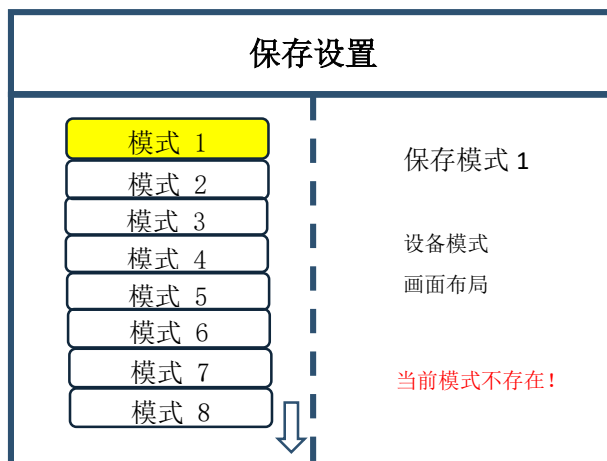 保存设置
模式 1
模式 2
模式 3
模式 4
模式 5
模式 6
模式 7
模式 8
保存模式 1
设备模式
画面布局
当前模式不存在！